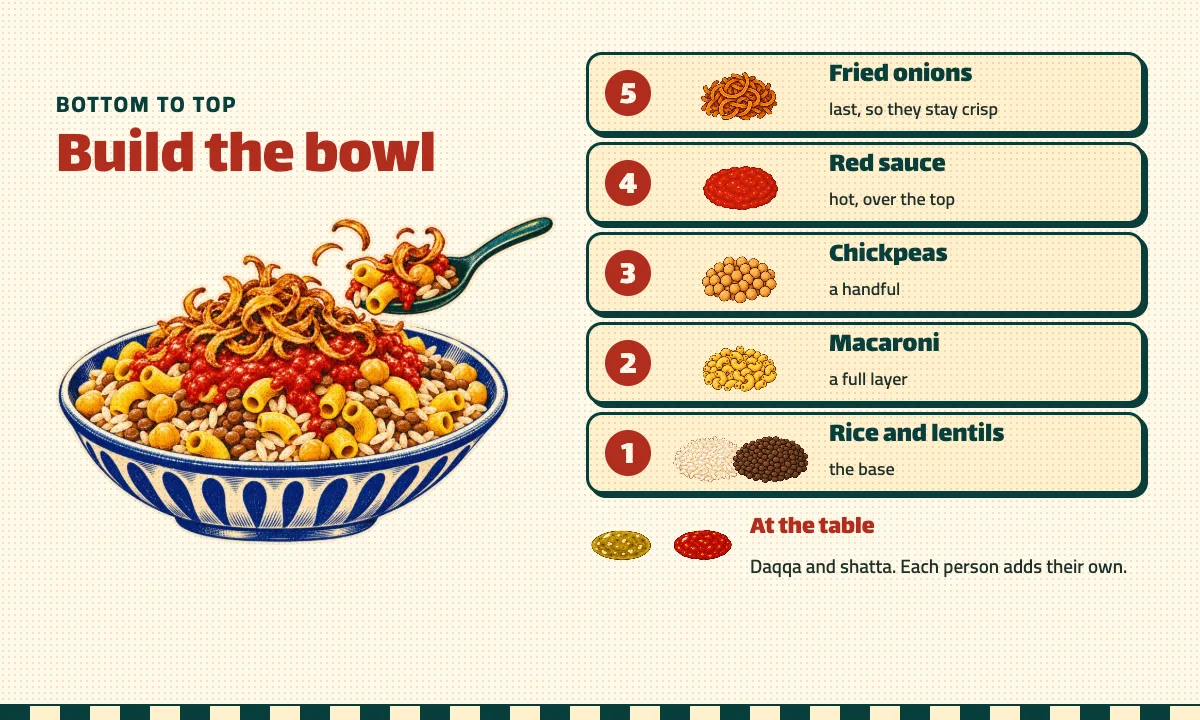 BOTTOM TO TOP
Build the bowl
5
Fried onions
last, so they stay crisp
4
Red sauce
hot, over the top
3
Chickpeas
a handful
2
Macaroni
a full layer
1
Rice and lentils
the base
At the table
Daqqa and shatta. Each person adds their own.